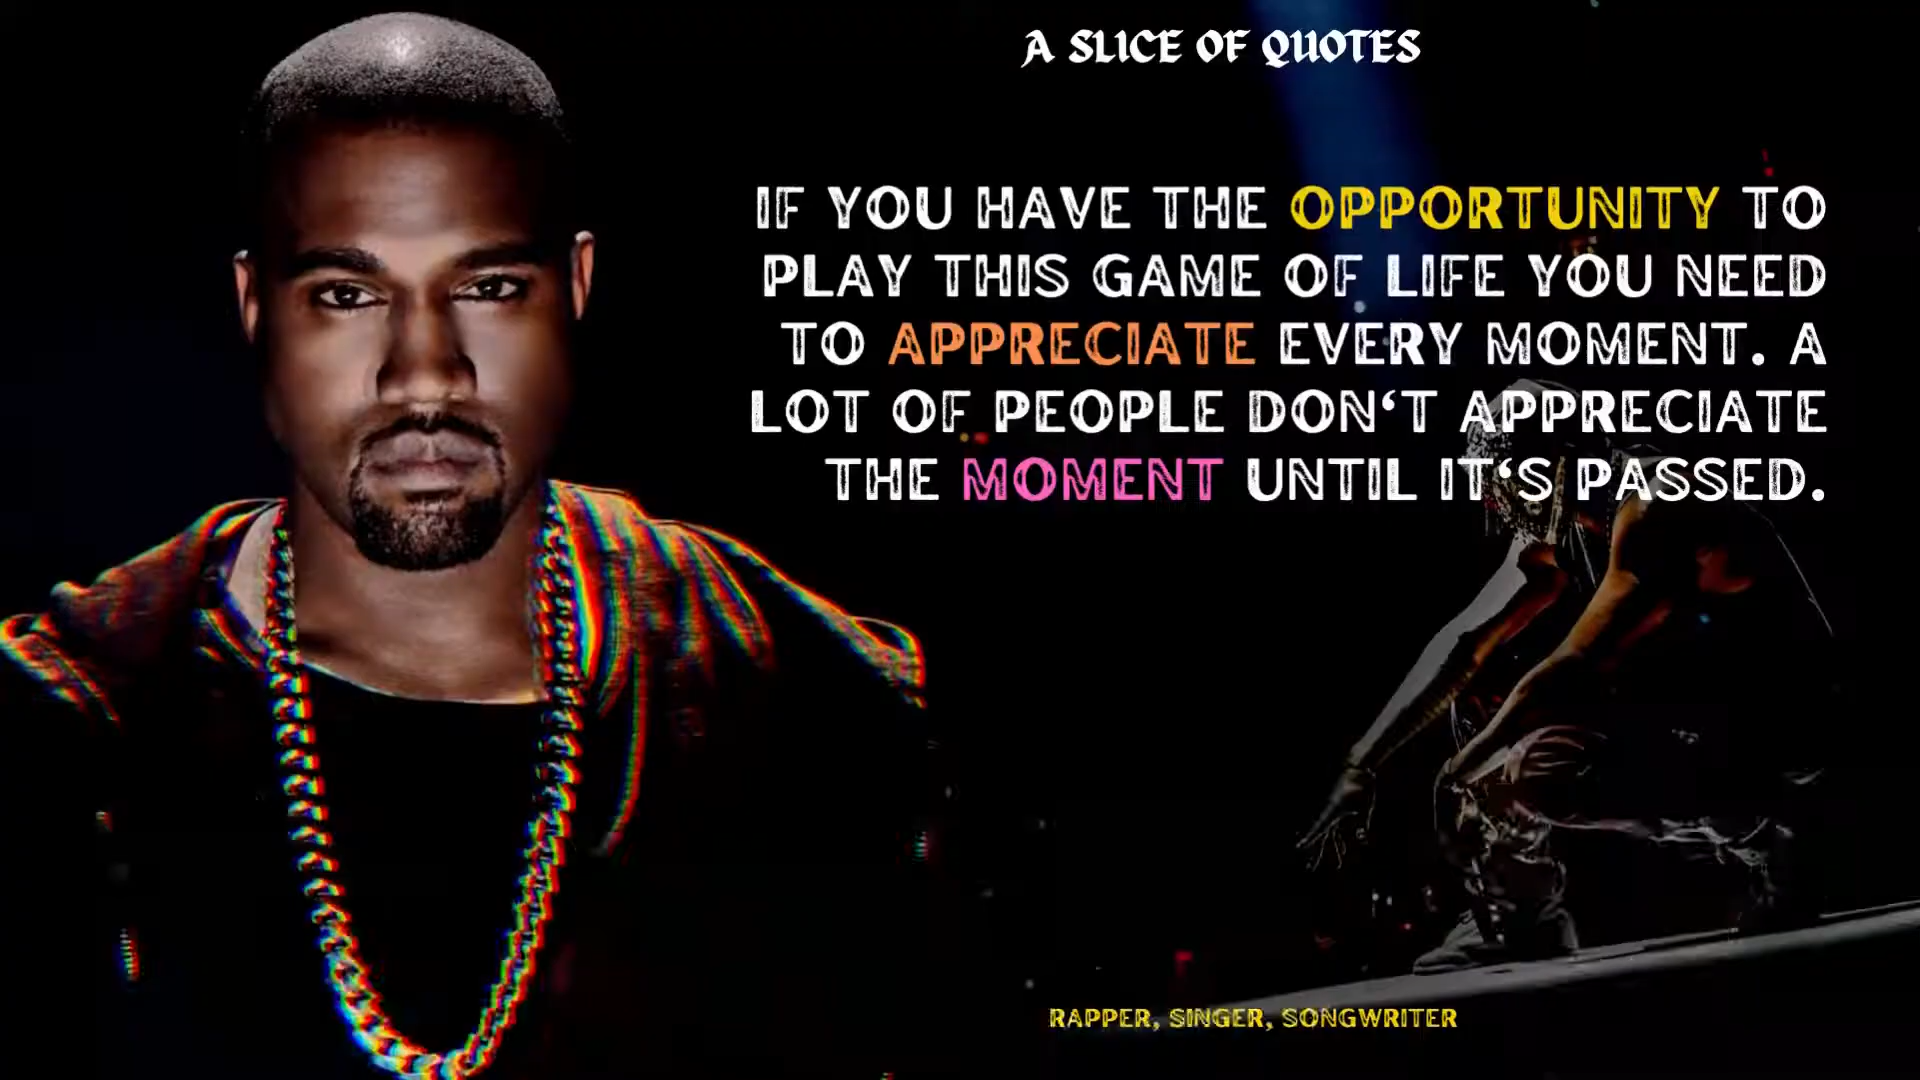 A SLICE OF QUOTES
IF YOU HAVE THE OPPORTUNITY TO
PLAY THIS GAME OF LIFE YOU NEED
TO APPRECIATE EVERY MOMENT. A
LOT OF PEOPLE DON‘T APPRECIATE
THE MOMENT UNTIL IT‘S PASSED.
RAPPER, SINGER, SONGWRITER